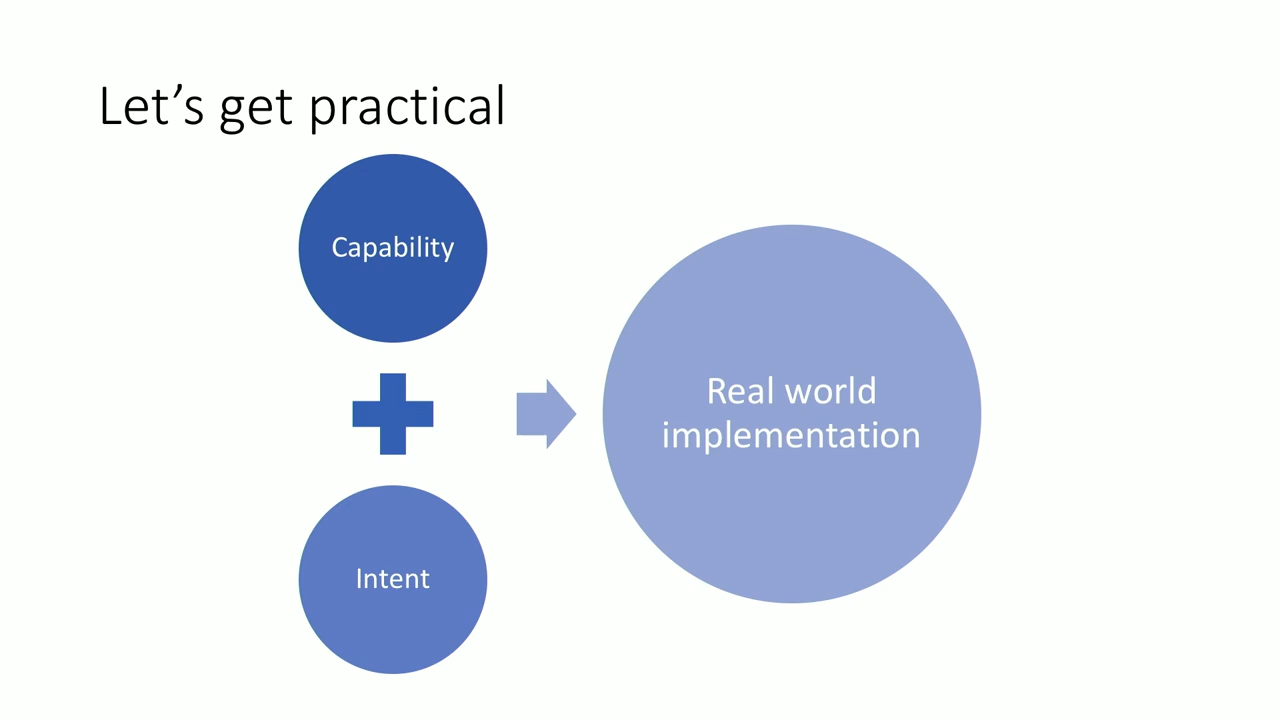 Let’s get practical
Capability
Intent
Real world
implementation